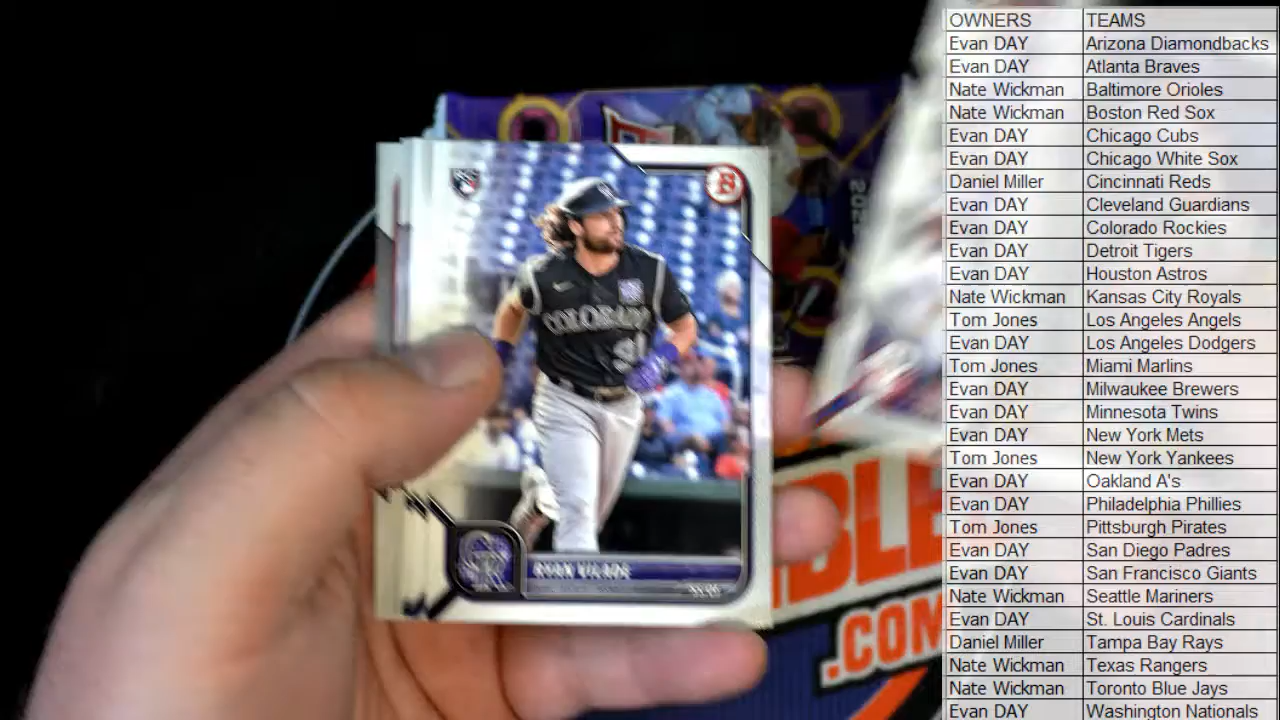 OWNERS TEAMS
Evan DAY Arizona Diamondbacks
Evan DAY Atlanta Braves
Nate Wickman Baltimore Orioles
Nate Wickman Boston Red Sox
Evan DAY Chicago Cubs
Evan DAY Chicago White Sox
Daniel Miller Cincinnati Reds
Evan DAY Cleveland Guardians
Evan DAY Colorado Rockies
Evan DAY Detroit Tigers
Evan DAY Houston Astros
Nate Wickman Kansas City Royals
Tom Jones Los Angeles Angels
Evan DAY Los Angeles Dodgers
Tom Jones Miami Marlins
Evan DAY Milwaukee Brewers
Evan DAY Minnesota Twins
Evan DAY New York Mets
Tom Jones New York Yankees
Evan DAY Oakland A's
Evan DAY Philadelphia Phillies
Tom Jones Pittsburgh Pirates
Evan DAY San Diego Padres
Evan DAY San Francisco Giants
Nate Wickman Seattle Mariners
Evan DAY St. Louis Cardinals
Daniel Miller Tampa Bay Rays
Nate Wickman Texas Rangers
Nate Wickman Toronto Blue Jays
Evan DAY Washington Nationals
B
COLORADO
RYAN VILADE
.COM